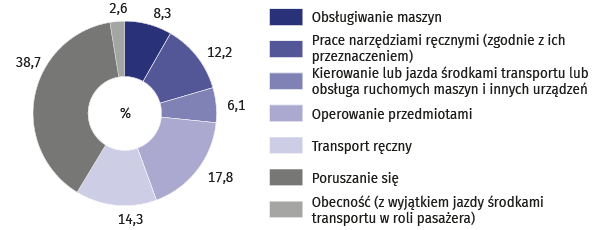 2,6
8,3
12,2
6,1
17,8
14,3
38,7
%
Obsługiwanie maszyn
Prace narzędziami ręcznymi (zgodnie z ich
przeznaczeniem)
Kierowanie lub jazda środkami transportu lub
obsługa ruchomych maszyn i innych urządzeń
Operowanie przedmiotami
Transport ręczny
Poruszanie się
Obecność (z wyjątkiem jazdy środkami
transportu w roli pasażera)